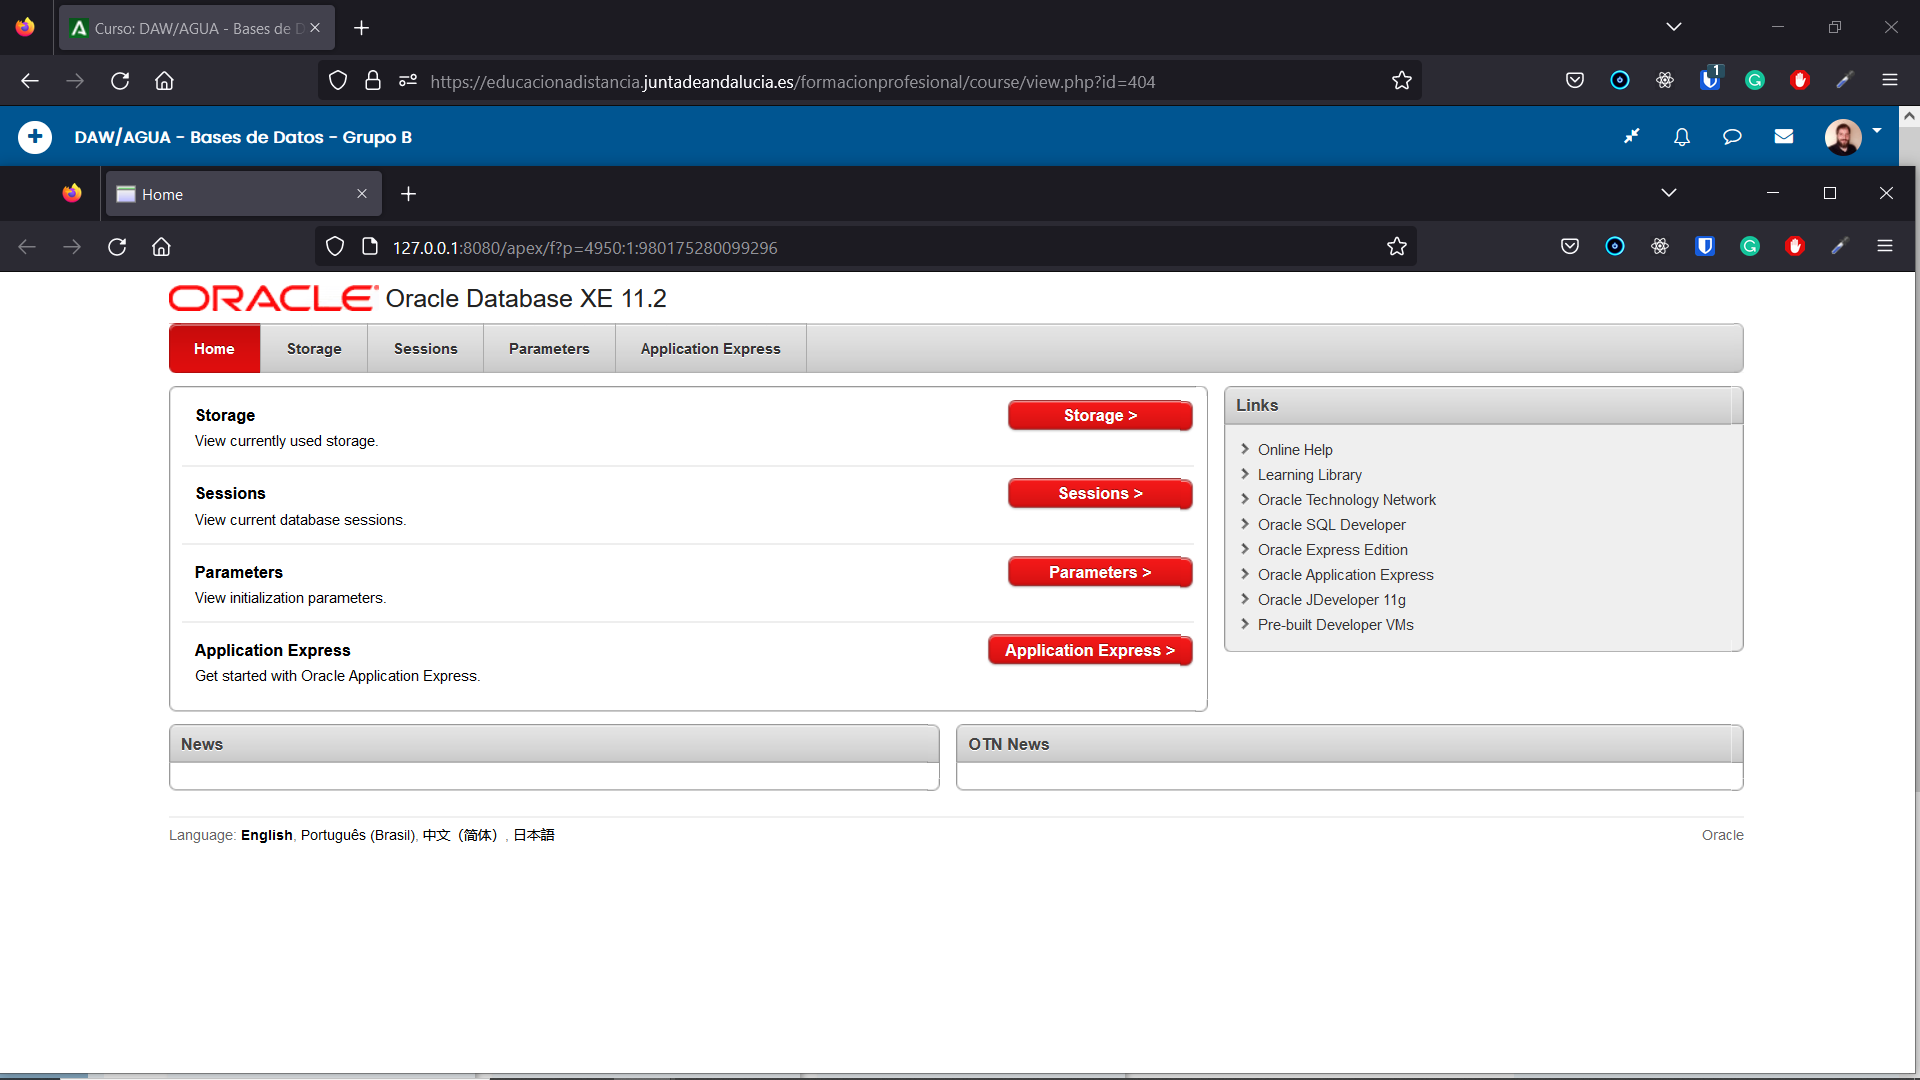 Curso: DAW/AGUA - Bases de D
https://educacionadistancia.juntadeandalucia.es/formacionprofesional/course/view.php?id=404
1
DAW/AGUA - Bases de Datos - Grupo B
Home
127.0.0.1:8080/apex/f?p=4950:1:980175280099296
ORACLE Oracle Database XE 11.2
Home
Storage
Sessions
Parameters
Application Express
Storage
Storage >
View currently used storage.
Sessions
Sessions >
View current database sessions.
Parameters
Parameters >
View initialization parameters.
Application Express
Application Express >
Get started with Oracle Application Express.
Links
Online Help
Learning Library
Oracle Technology Network
Oracle SQL Developer
Oracle Express Edition
Oracle Application Express
Oracle JDeveloper 11g
Pre-built Developer VMs
News
OTN News
Language: English, Português (Brasil), 中文（简体）, 日本語
Oracle